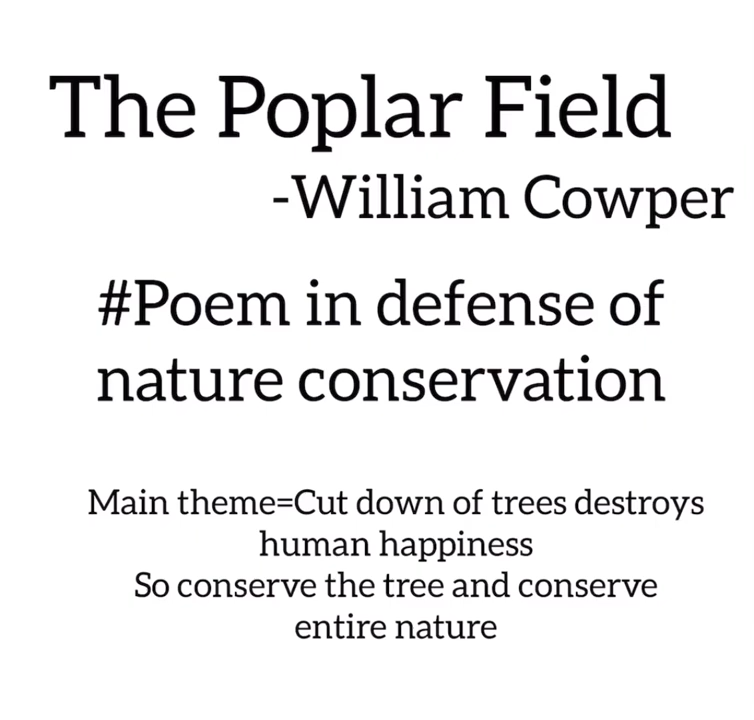 The Poplar Field
-William Cowper
#Poem in defense of
nature conservation
Main theme=Cut down of trees destroys
human happiness
So conserve the tree and conserve
entire nature